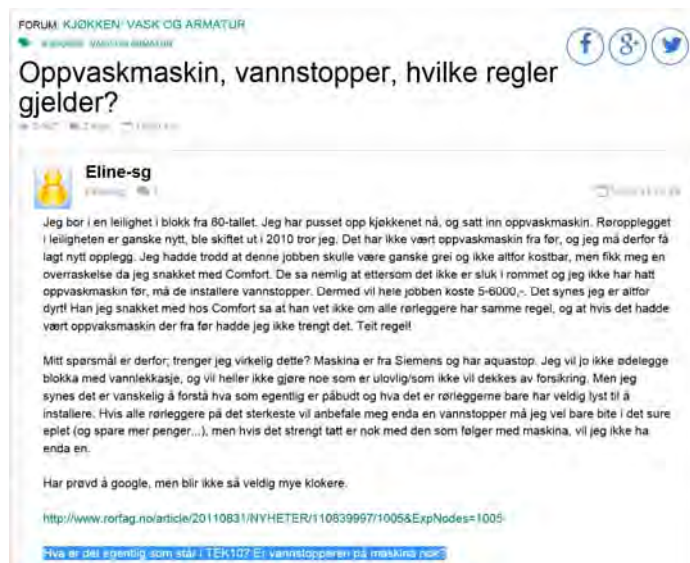 FORUM: KJØKKEN: VASK OG ARMATUR
Oppvaskmaskin, vannstopper, hvilke regler
gjelder?
Eline-sg
Jeg bor i en leilighet i blokk fra 60-tallet. Jeg har pusset opp kjøkkenet nå, og satt inn oppvaskmaskin. Røropplegget
i leiligheten er ganske nytt, ble skiftet ut i 2010 tror jeg. Det har ikke vært oppvaskmaskin fra før, og jeg må derfor få
lagt nytt opplegg. Jeg hadde trodd at denne jobben skulle være ganske grei og ikke altfor kostbar, men fikk meg en
overraskelse da jeg snakket med Comfort. De sa nemlig at ettersom det ikke er sluk i rommet og jeg ikke har hatt
oppvaskmaskin før, må de installere vannstopper. Dermed vil hele jobben koste 5-6000,-. Det synes jeg er altfor
dyrt! Han jeg snakket med hos Comfort sa at han vet ikke om alle rørleggere har samme regel, og at hvis det hadde
vært oppvaksmaskin der fra før hadde jeg ikke trengt det. Teit regel!
Mitt spørsmål er derfor; trenger jeg virkelig dette? Maskina er fra Siemens og har aquastop. Jeg vil jo ikke ødelegge
blokka med vannlekkasje, og vil heller ikke gjøre noe som er ulovlig/som ikke vil dekkes av forsikring. Men jeg
synes det er vanskelig å forstå hva som egentlig er påbudt og hva det er rørleggerne bare har veldig lyst til å
installere. Hvis alle rørleggere på det sterkeste vil anbefale meg enda en vannstopper må jeg vel bare bite i det sure
eplet (og spare mer penger...), men hvis det strengt tatt er nok med den som følger med maskina, vil jeg ikke ha
enda en.
Har prøvd å google, men blir ikke så veldig mye klokere.
http://www.rorfag.no/article/20110831/NYHETER/110839997/1005&ExpNodes=1005
Hva er det egentlig som står i TEK10? Er vannstopperen på maskina nok?